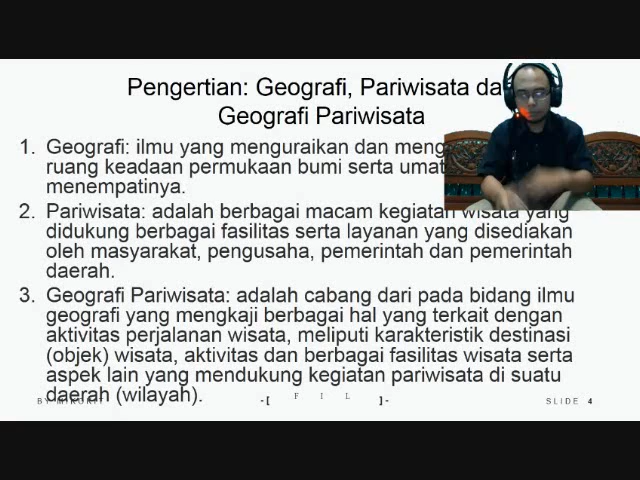 Pengertian: Geografi, Pariwisata da
Geografi Pariwisata
1. Geografi: ilmu yang menguraikan dan
ruang keadaan permukaan bumi serta umat
menempatinya.
2. Pariwisata: adalah berbagai macam kegiatan wisata yang
didukung berbagai fasilitas serta layanan yang disediakan
oleh masyarakat, pengusaha, pemerintah dan pemerintah
daerah.
3. Geografi Pariwisata: adalah cabang dari pada bidang ilmu
geografi yang mengkaji berbagai hal yang terkait dengan
aktivitas perjalanan wisata, meliputi karakteristik destinasi
(objek) wisata, aktivitas dan berbagai fasilitas wisata serta
aspek lain yang mendukung kegiatan pariwisata di suatu
daerah (wilayah).
BY - -[ F I L ]- SLIDE 4